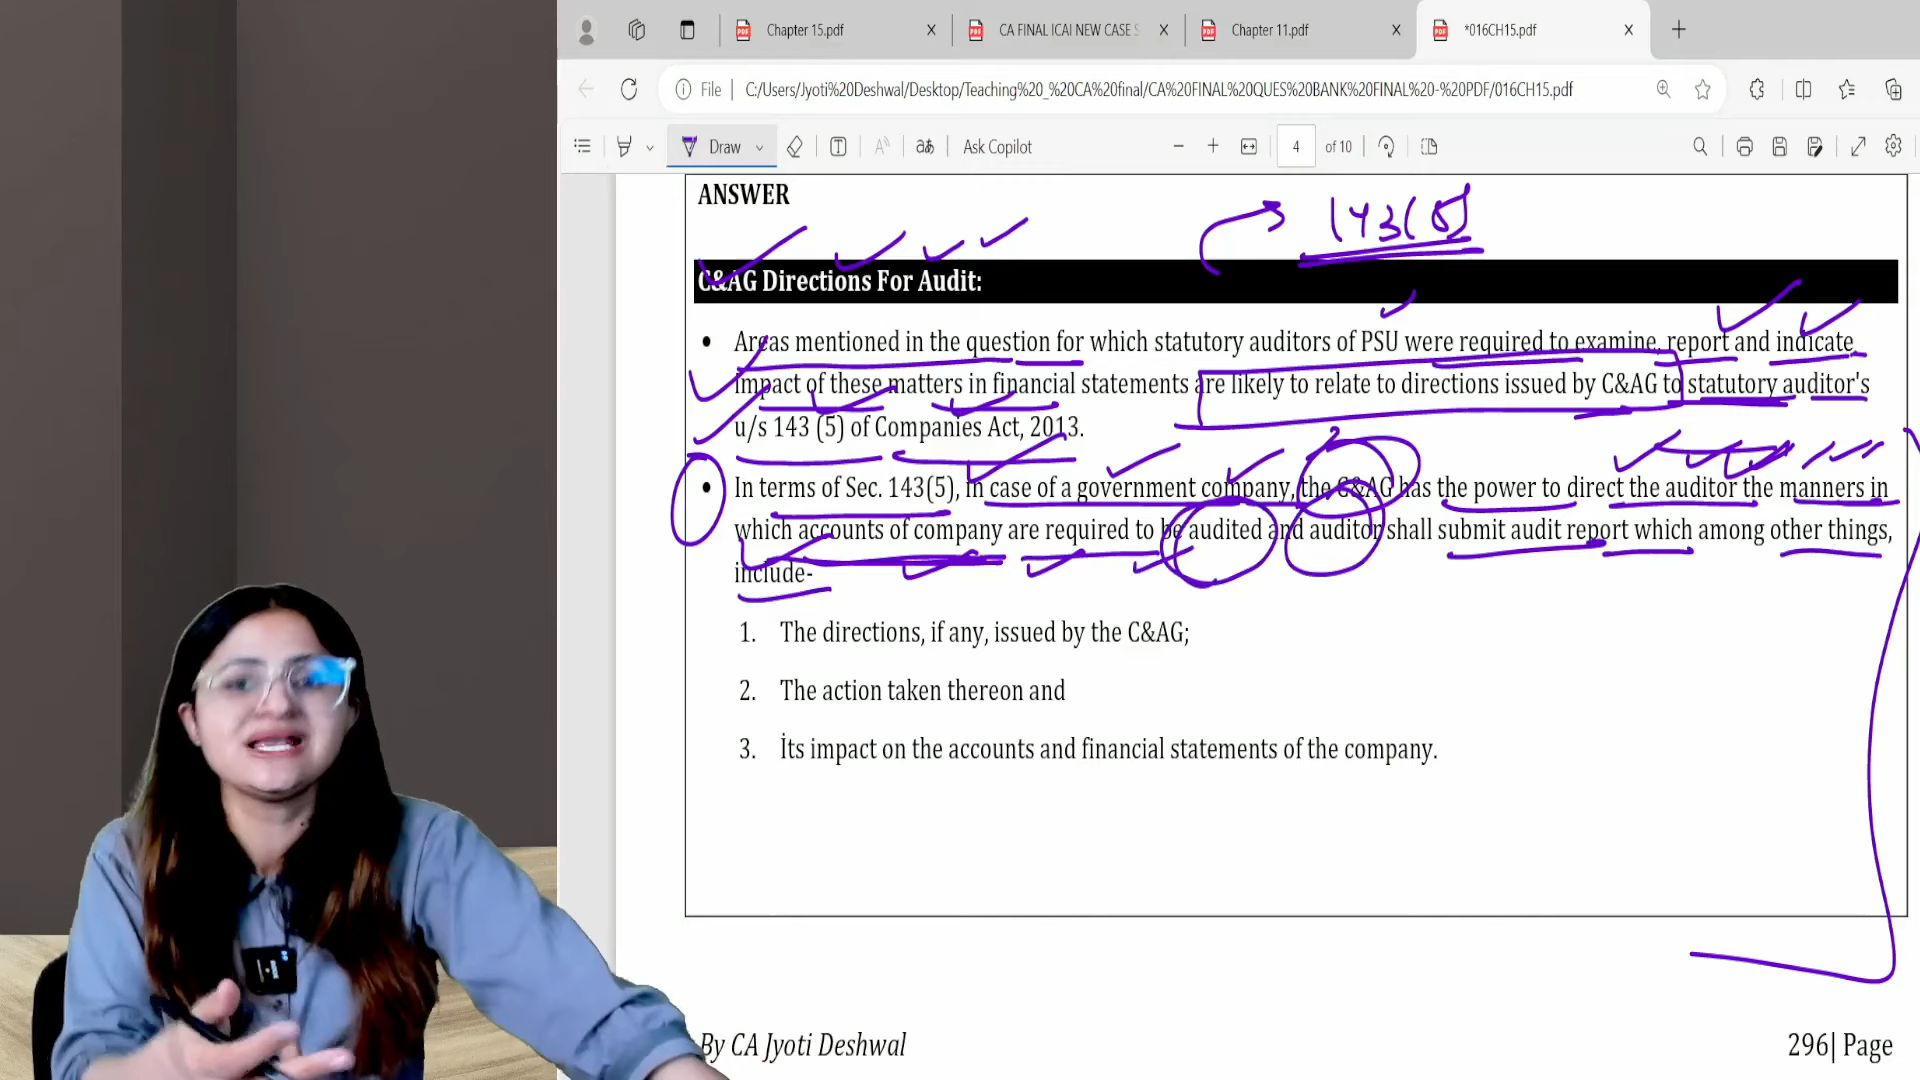 Chapter 15.pdf
CA FINAL ICAI NEW CASE S
Chapter 11.pdf
*016CH15.pdf
File
C:/Users/Jyoti%20Deshwal/Desktop/Teaching%20_%20CA%20final/CA%20FINAL%20QUES%20BANK%20FINAL%20-%20PDF/016CH15.pdf
Draw
Ask Copilot
4 of 10
ANSWER
143(5)
C&AG Directions For Audit:
• Areas mentioned in the question for which statutory auditors of PSU were required to examine, report and indicate
impact of these matters in financial statements are likely to relate to directions issued by C&AG to statutory auditor's
u/s 143 (5) of Companies Act, 2013.
• In terms of Sec. 143(5), in case of a government company, the C&AG has the power to direct the auditor the manners in
which accounts of company are required to be audited and auditor shall submit audit report which among other things,
include-
1. The directions, if any, issued by the C&AG;
2. The action taken thereon and
3. İts impact on the accounts and financial statements of the company.
By CA Jyoti Deshwal
296| Page